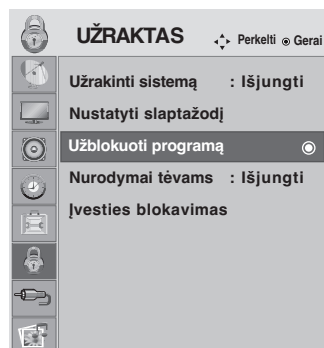 UŽRAKTAS Perkelti Gerai
Užrakinti sistemą : Išjungti
Nustatyti slaptažodį
Užblokuoti programą
Nurodymai tėvams : Išjungti
Įvesties blokavimas